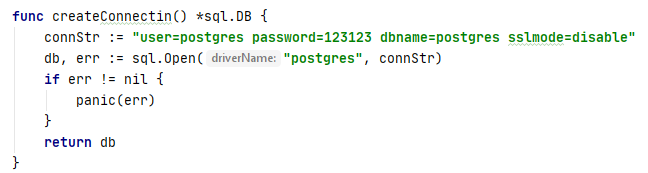 func createConnectin() *sql.DB {
    connStr := "user=postgres password=123123 dbname=postgres sslmode=disable"
    db, err := sql.Open( driverName: "postgres", connStr)
    if err != nil {
        panic(err)
    }
    return db
}